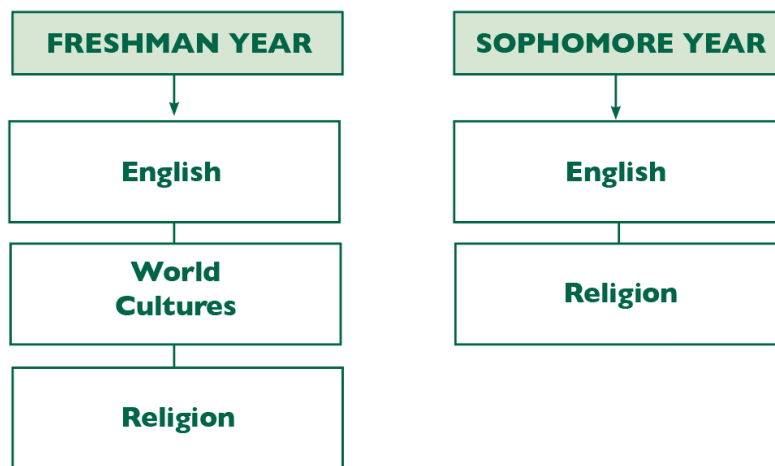 FRESHMAN YEAR
English
World
Cultures
Religion
SOPHOMORE YEAR
English
Religion